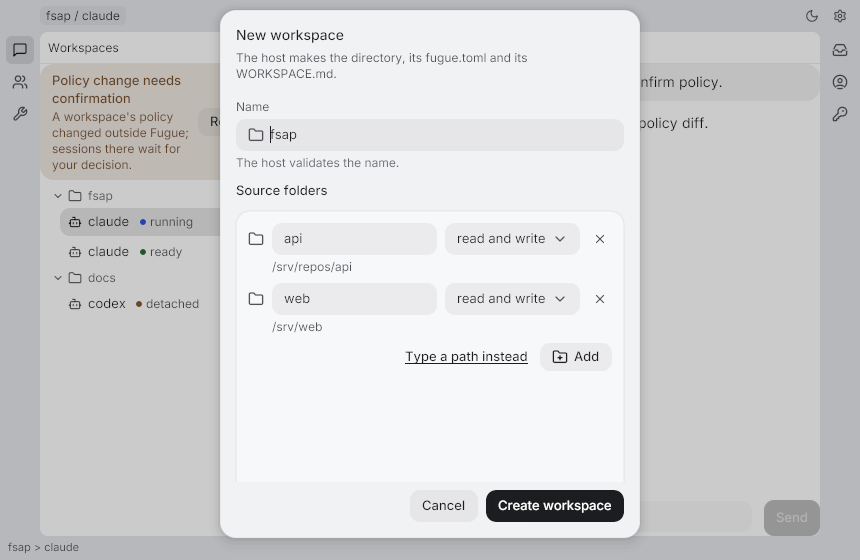 fsap / claude
Workspaces
Policy change needs
confirmation
A workspace's policy
changed outside Fugue;
sessions there wait for
your decision.
fsap
claude running
claude ready
docs
codex detached
New workspace
The host makes the directory, its fugue.toml and its
WORKSPACE.md.
Name
fsap
The host validates the name.
Source folders
api read and write
/srv/repos/api
web read and write
/srv/web
Type a path instead Add
Cancel Create workspace
policy.
policy diff.
Send
fsap > claude